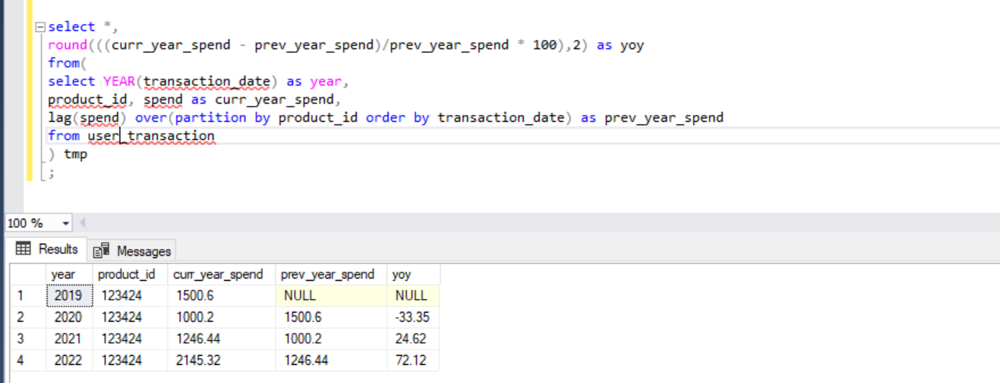 select *,
round(((curr_year_spend - prev_year_spend)/prev_year_spend * 100),2) as yoy
from(
select YEAR(transaction_date) as year,
product_id, spend as curr_year_spend,
lag(spend) over(partition by product_id order by transaction_date) as prev_year_spend
from user_transaction
) tmp
;
100 %
Results Messages
year product_id curr_year_spend prev_year_spend yoy
1 2019 123424 1500.6 NULL NULL
2 2020 123424 1000.2 1500.6 -33.35
3 2021 123424 1246.44 1000.2 24.62
4 2022 123424 2145.32 1246.44 72.12